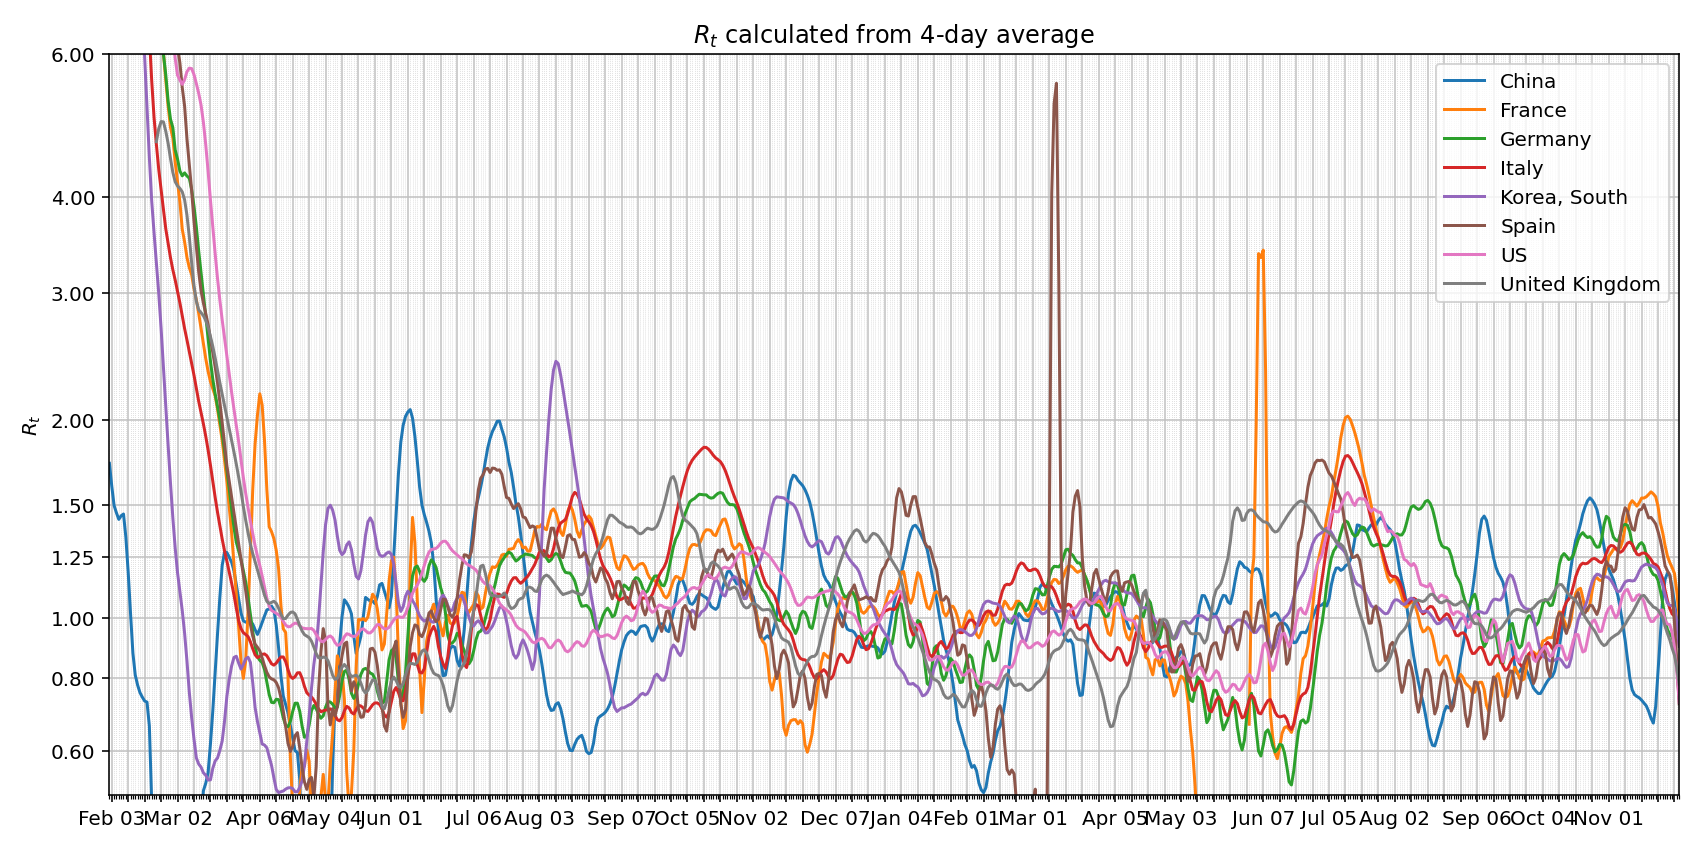 R_t calculated from 4-day average
6.00
4.00
3.00
2.00
1.50
1.25
1.00
0.80
0.60
R_t
China
France
Germany
Italy
Korea, South
Spain
US
United Kingdom
Feb 03 Mar 02 Apr 06 May 04 Jun 01 Jul 06 Aug 03 Sep 07 Oct 05 Nov 02 Dec 07 Jan 04 Feb 01 Mar 01 Apr 05 May 03 Jun 07 Jul 05 Aug 02 Sep 06 Oct 04 Nov 01